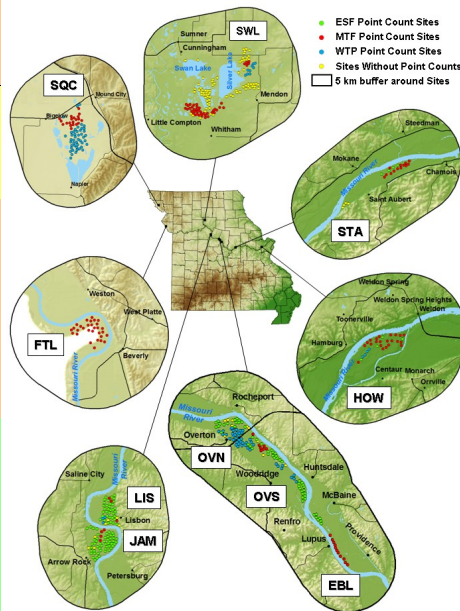 ESF Point Count Sites
MTF Point Count Sites
WTP Point Count Sites
Sites Without Point Counts
5 km buffer around Sites
SWL
Sumner
Cunningham
Swan Lake
Silver Lake
Mendon
Little Compton
Whitham
SQC
Mound City
Bigelow
Napier
Steedman
Mokane
Missouri River
Chamois
Saint Aubert
STA
Weston
West Platte
FTL
Beverly
Missouri River
Weldon Spring
Weldon Spring Heights
Weldon
Toonerville
Hamburg
Missouri River
Centaur
Monarch
Orrville
HOW
Rocheport
Missouri
River
Overton
OVN
Wooldridge
Huntsdale
OVS
McBaine
Renfro
Providence
Lupus
EBL
Missouri
River
Saline City
LIS
Lisbon
JAM
Arrow Rock
Petersburg